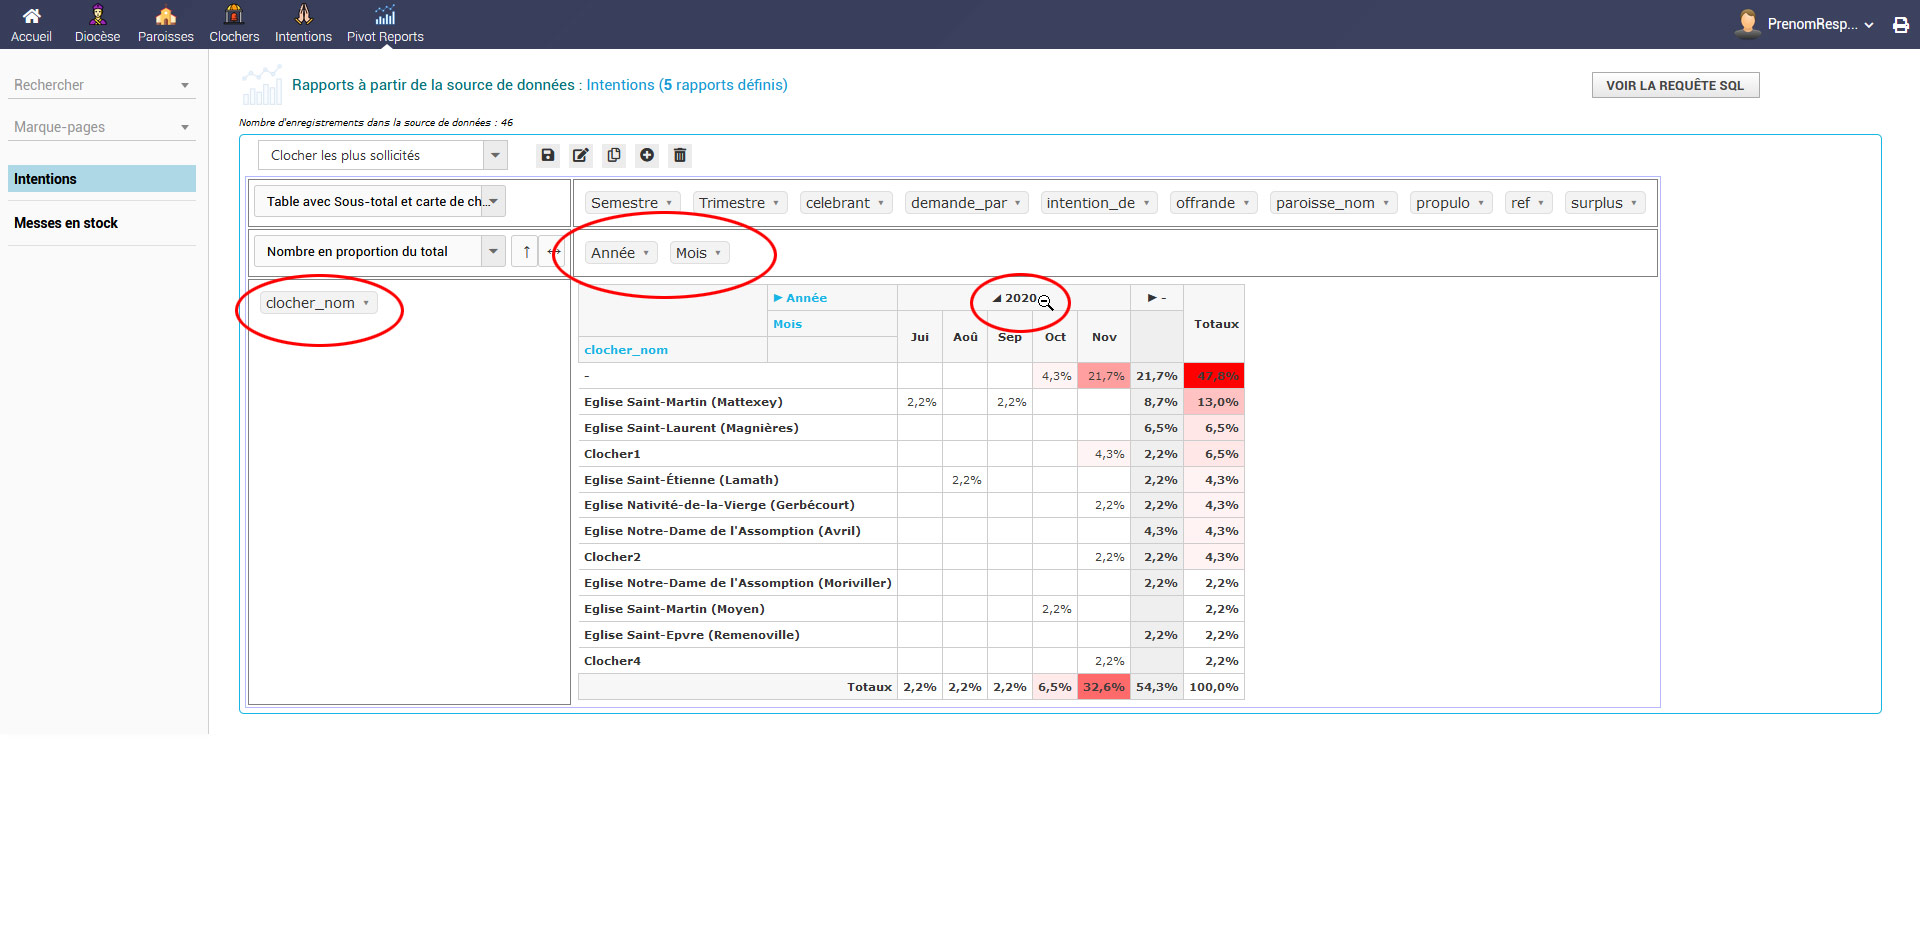 Accueil Diocèse Paroisses Clochers Intentions Pivot Reports PrenomResp...
Rechercher
Marque-pages
Intentions
Messes en stock
Rapports à partir de la source de données : Intentions (5 rapports définis)
VOIR LA REQUÊTE SQL
Nombre d'enregistrements dans la source de données : 46
Clocher les plus sollicités
Table avec Sous-total et carte de ch...
Semestre Trimestre celebrant demande_par intention_de offrande paroisse_nom propulo ref surplus
Nombre en proportion du total ↑ ↔
Année Mois
clocher_nom
Année 2020 - Totaux
Mois Jui Aoû Sep Oct Nov
clocher_nom
- 4,3% 21,7% 21,7% 47,8%
Eglise Saint-Martin (Mattexey) 2,2% 2,2% 8,7% 13,0%
Eglise Saint-Laurent (Magnières) 6,5% 6,5%
Clocher1 4,3% 2,2% 6,5%
Eglise Saint-Étienne (Lamath) 2,2% 2,2% 4,3%
Eglise Nativité-de-la-Vierge (Gerbécourt) 2,2% 2,2% 4,3%
Eglise Notre-Dame de l'Assomption (Avril) 4,3% 4,3%
Clocher2 2,2% 2,2% 4,3%
Eglise Notre-Dame de l'Assomption (Moriviller) 2,2% 2,2%
Eglise Saint-Martin (Moyen) 2,2% 2,2%
Eglise Saint-Epvre (Remenoville) 2,2% 2,2%
Clocher4 2,2% 2,2%
Totaux 2,2% 2,2% 2,2% 6,5% 32,6% 54,3% 100,0%